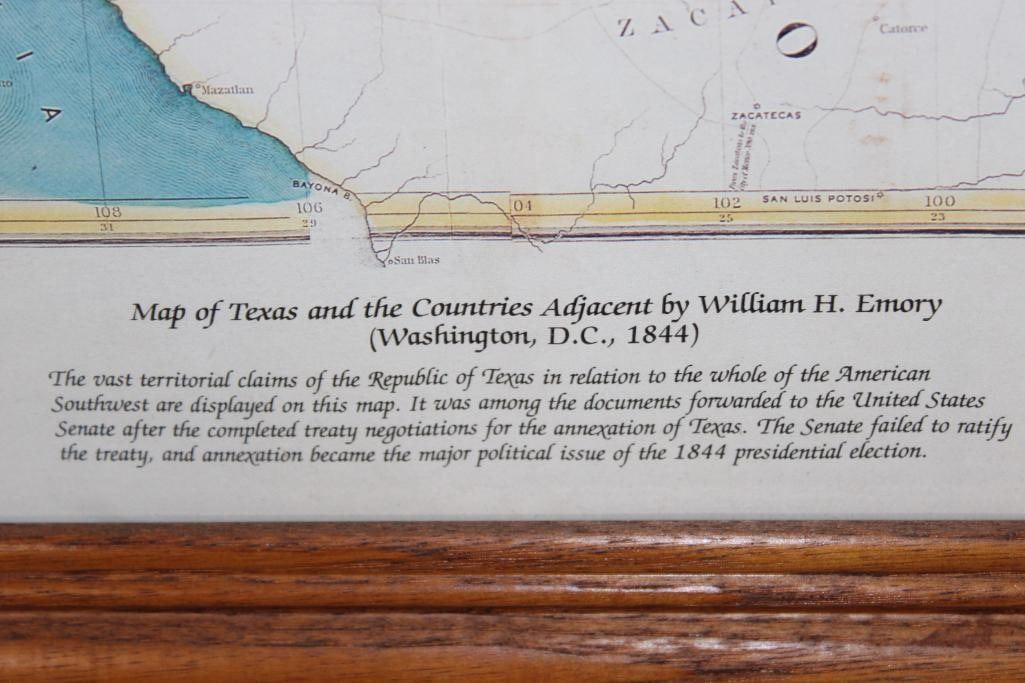 ZACAT
O
Catorce
I
A
Mazatlan
ZACATECAS
BAYONA B.
108
106
04
102
SAN LUIS POTOSI
100
31
29
25
23
San Blas
Map of Texas and the Countries Adjacent by William H. Emory
(Washington, D.C., 1844)
The vast territorial claims of the Republic of Texas in relation to the whole of the American
Southwest are displayed on this map. It was among the documents forwarded to the United States
Senate after the completed treaty negotiations for the annexation of Texas. The Senate failed to ratify
the treaty, and annexation became the major political issue of the 1844 presidential election.